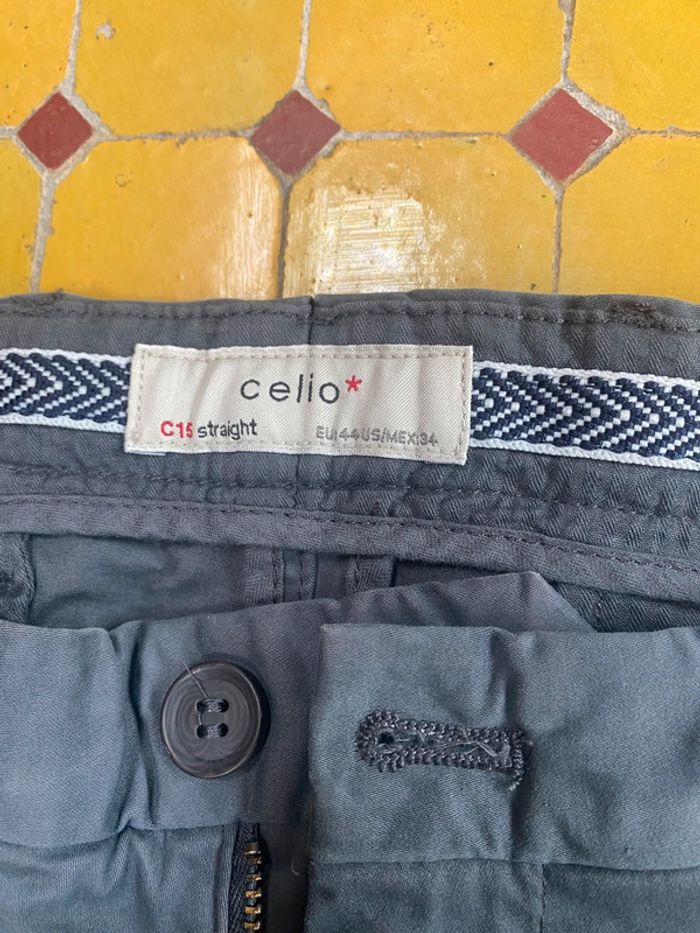 celio*
C15 straight
EU:44 US/MEX:34